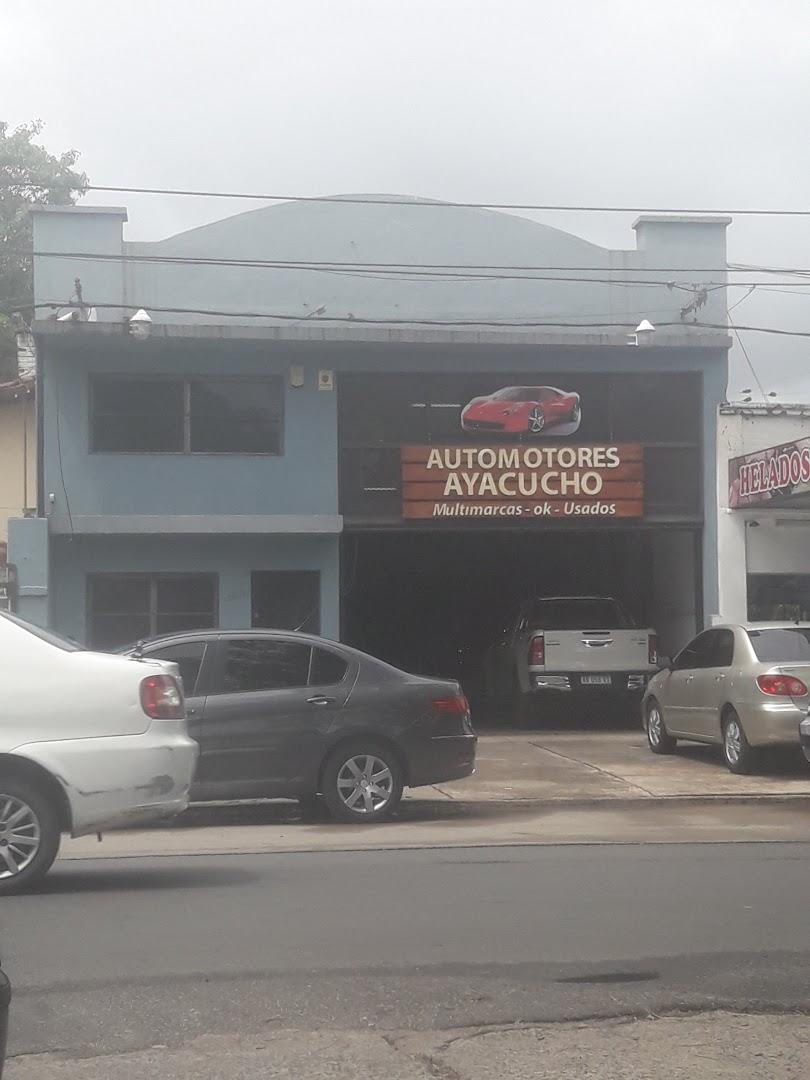 AUTOMOTORES
AYACUCHO
Multimarcas - ok - Usados
HELADOS